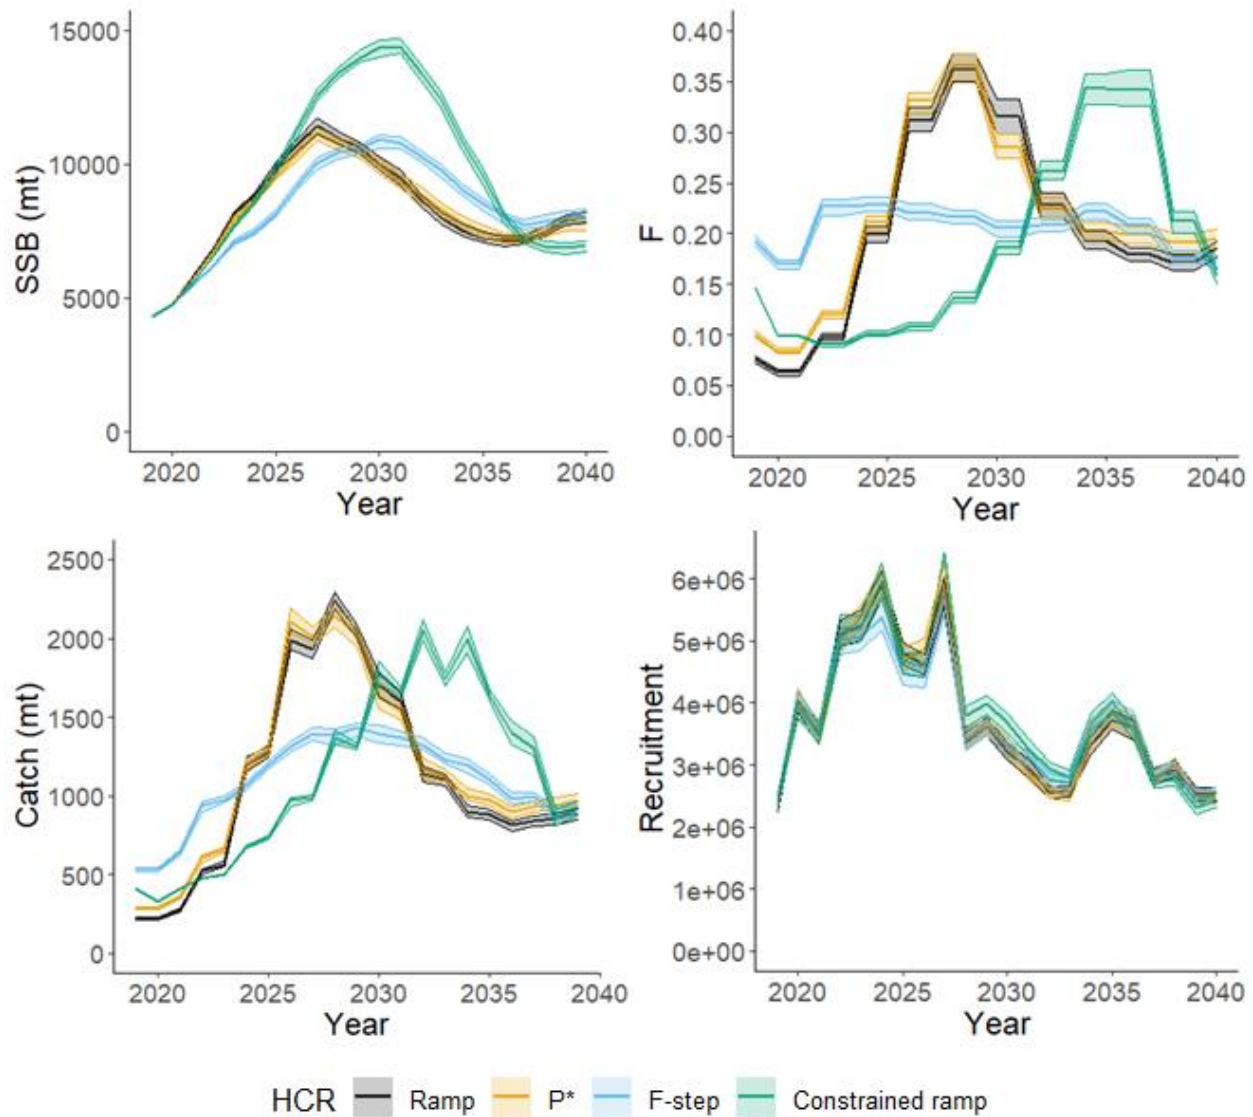 15000
10000
5000
0
SSB (mt)
2020 2025 2030 2035 2040
Year
0.40
0.35
0.30
0.25
0.20
0.15
0.10
0.05
0.00
F
2020 2025 2030 2035 2040
Year
2500
2000
1500
1000
500
0
Catch (mt)
2020 2025 2030 2035 2040
Year
6e+06
5e+06
4e+06
3e+06
2e+06
1e+06
0e+00
Recruitment
2020 2025 2030 2035 2040
Year
HCR Ramp P* F-step Constrained ramp